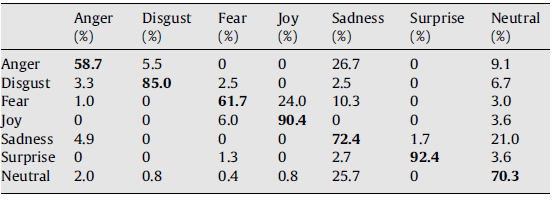 Anger Disgust Fear Joy Sadness Surprise Neutral
(%) (%) (%) (%) (%) (%) (%)
Anger 58.7 5.5 0 0 26.7 0 9.1
Disgust 3.3 85.0 2.5 0 2.5 0 6.7
Fear 1.0 0 61.7 24.0 10.3 0 3.0
Joy 0 0 6.0 90.4 0 0 3.6
Sadness 4.9 0 0 0 72.4 1.7 21.0
Surprise 0 0 1.3 0 2.7 92.4 3.6
Neutral 2.0 0.8 0.4 0.8 25.7 0 70.3